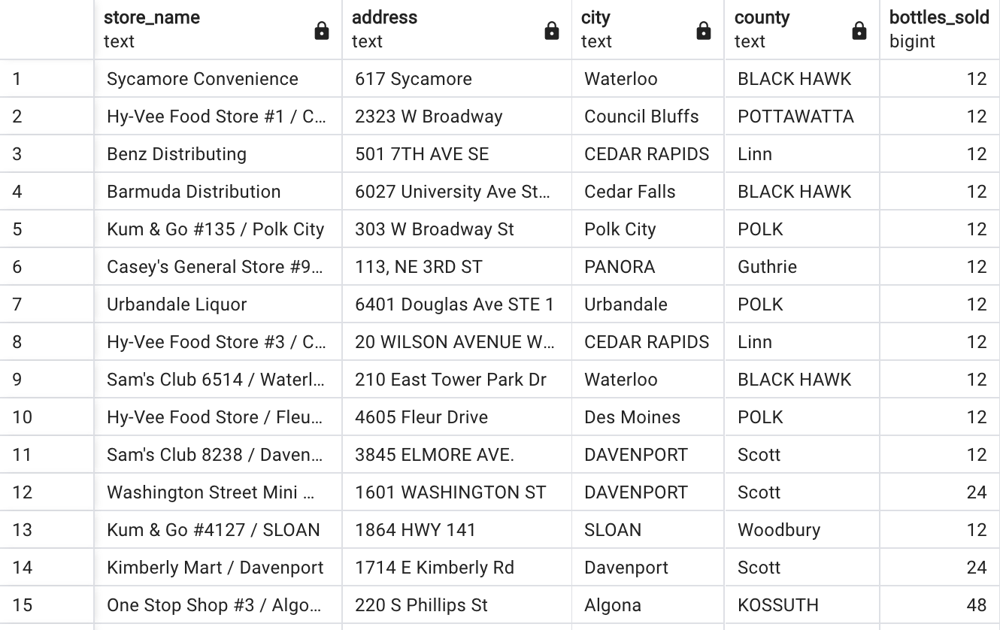 store_name address city county bottles_sold
text text text text bigint
1 Sycamore Convenience 617 Sycamore Waterloo BLACK HAWK 12
2 Hy-Vee Food Store #1 / C... 2323 W Broadway Council Bluffs POTTAWATTA 12
3 Benz Distributing 501 7TH AVE SE CEDAR RAPIDS Linn 12
4 Barmuda Distribution 6027 University Ave St... Cedar Falls BLACK HAWK 12
5 Kum & Go #135 / Polk City 303 W Broadway St Polk City POLK 12
6 Casey's General Store #9... 113, NE 3RD ST PANORA Guthrie 12
7 Urbandale Liquor 6401 Douglas Ave STE 1 Urbandale POLK 12
8 Hy-Vee Food Store #3 / C... 20 WILSON AVENUE W... CEDAR RAPIDS Linn 12
9 Sam's Club 6514 / Waterl... 210 East Tower Park Dr Waterloo BLACK HAWK 12
10 Hy-Vee Food Store / Fleu... 4605 Fleur Drive Des Moines POLK 12
11 Sam's Club 8238 / Daven... 3845 ELMORE AVE. DAVENPORT Scott 12
12 Washington Street Mini ... 1601 WASHINGTON ST DAVENPORT Scott 24
13 Kum & Go #4127 / SLOAN 1864 HWY 141 SLOAN Woodbury 12
14 Kimberly Mart / Davenport 1714 E Kimberly Rd Davenport Scott 24
15 One Stop Shop #3 / Algo... 220 S Phillips St Algona KOSSUTH 48